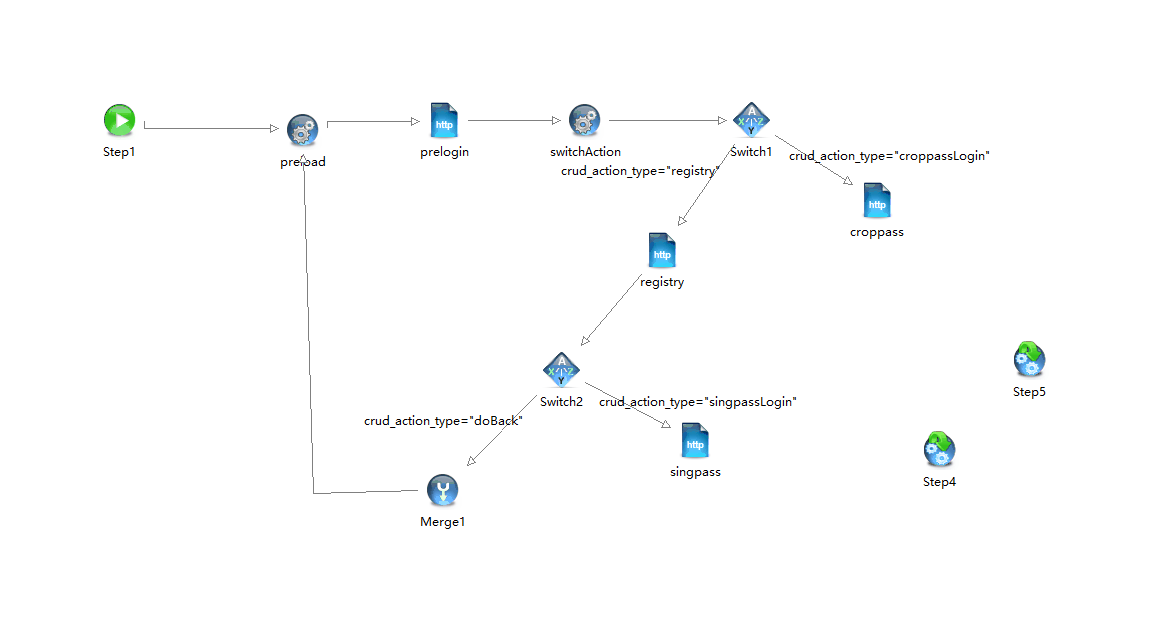 http
http
Step1
preload
prelogin
switchAction
A
X Z
Y
Switch1
crud_action_type="croppassLogin"
crud_action_type="registry"
http
croppass
http
registry
A
X Z
Y
Switch2
crud_action_type="singpassLogin"
crud_action_type="doBack"
http
singpass
Step5
Step4
Merge1